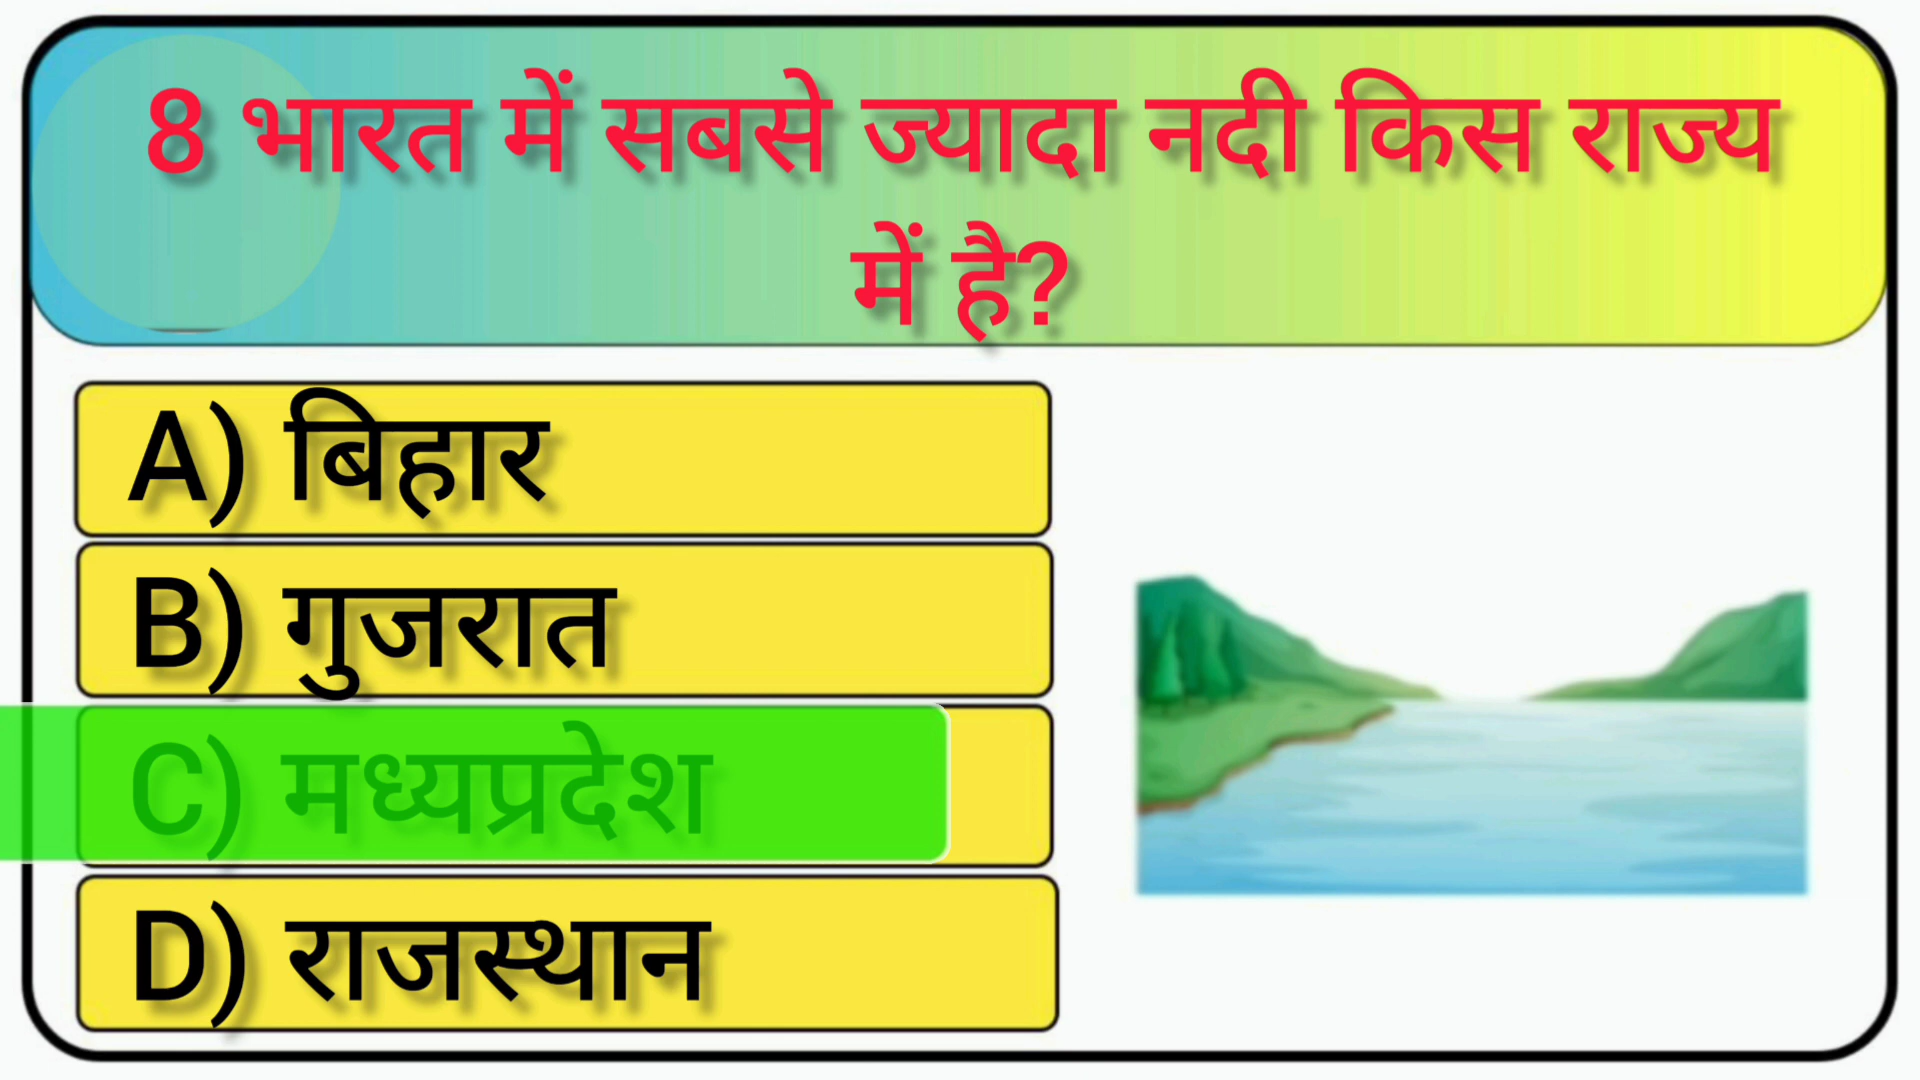 8 भारत में सबसे ज्यादा नदी किस राज्य
में है?
A) बिहार
B) गुजरात
C) मध्यप्रदेश
D) राजस्थान